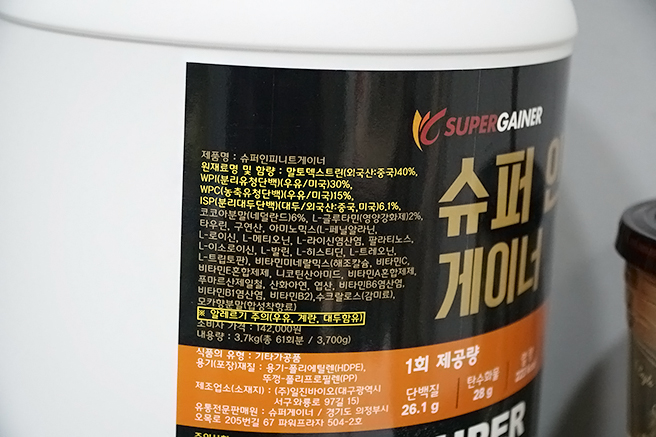 SUPERGAINER
슈퍼
게이너
제품명 : 슈퍼인피니트게이너
원재료명 및 함량 : 말토덱스트린(외국산:중국)40%,
WPI(분리유청단백)(우유/미국)30%,
WPC(농축유청단백)(우유/미국)15%,
ISP(분리대두단백)(대두/외국산:중국,미국)6.1%,
코코아분말(네덜란드)6%, L-글루타민(영양강화제)2%,
타우린, 구연산, 아미노믹스(L-페닐알라닌,
L-로이신, L-메티오닌, L-라이신염산염, 팔라티노스,
L-이소로이신, L-발린, L-히스티딘, L-트레오닌,
L-트립토판), 비타민미네랄믹스(해조칼슘, 비타민C,
비타민E혼합제제, 니코틴산아미드, 비타민A혼합제제,
푸마르산제일철, 산화아연, 엽산, 비타민B6염산염,
비타민B1염산염, 비타민B2),수크랄로스(감미료),
모카향분말(합성착향료)
※ 알레르기 주의(우유, 계란, 대두함유)
소비자 가격 : 142,000원
내용량 : 3.7kg(총 61회분 / 3,700g)
식품의 유형 : 기타가공품
용기(포장)재질 : 용기-폴리에틸렌(HDPE),
뚜껑-폴리프로필렌(PP)
제조업소(소재지) : (주)일진바이오(대구광역시
서구와룡로 97길 15)
유통전문판매원 : 슈퍼게이너 / 경기도 의정부시
오목로 205번길 67 파워프라자 504-2호
1회 제공량
단백질 탄수화물
26.1 g 28 g